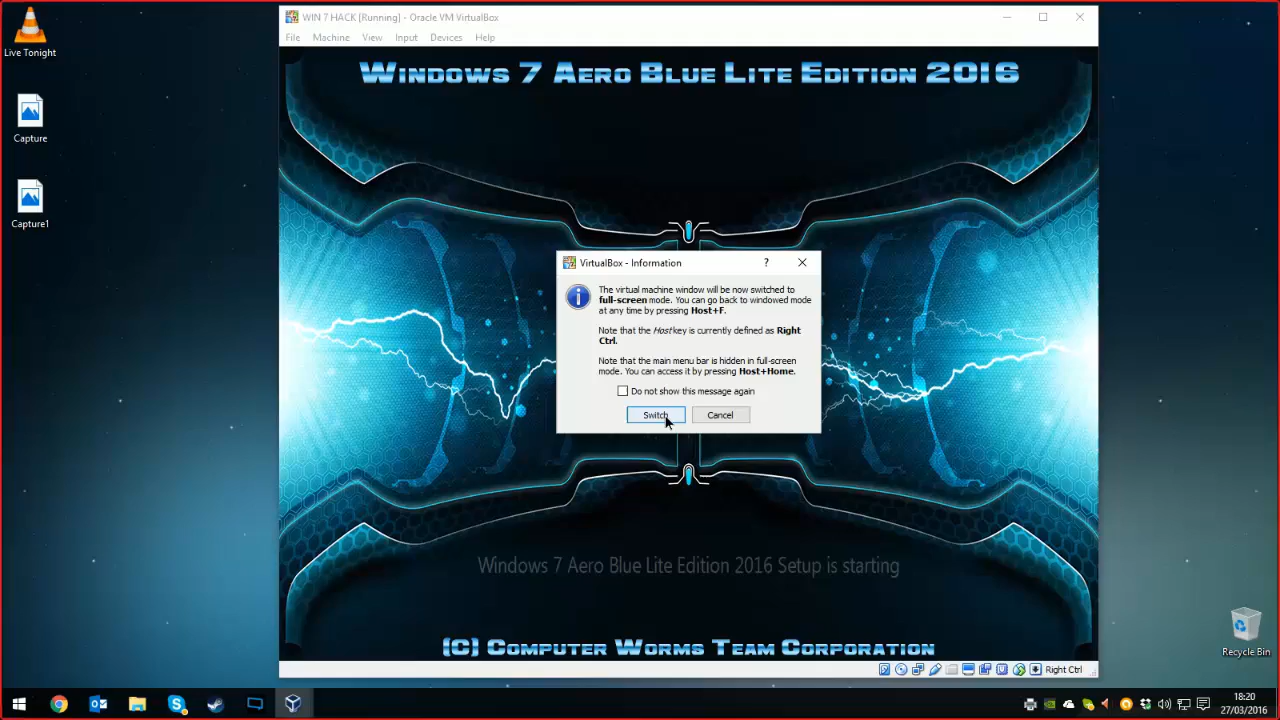 WIN 7 HACK [Running] - Oracle VM VirtualBox
File Machine View Input Devices Help
Live Tonight
Capture
Capture1
Windows 7 Aero Blue Lite Edition 2016
VirtualBox - Information
?
The virtual machine window will be now switched to
full-screen mode. You can go back to windowed mode
at any time by pressing Host+F.
Note that the Host key is currently defined as Right
Ctrl.
Note that the main menu bar is hidden in full-screen
mode. You can access it by pressing Host+Home.
Do not show this message again
Switch Cancel
Windows 7 Aero Blue Lite Edition 2016 Setup is starting
(C) Computer Worms Team Corporation
Right Ctrl
Recycle Bin
18:20
27/03/2016